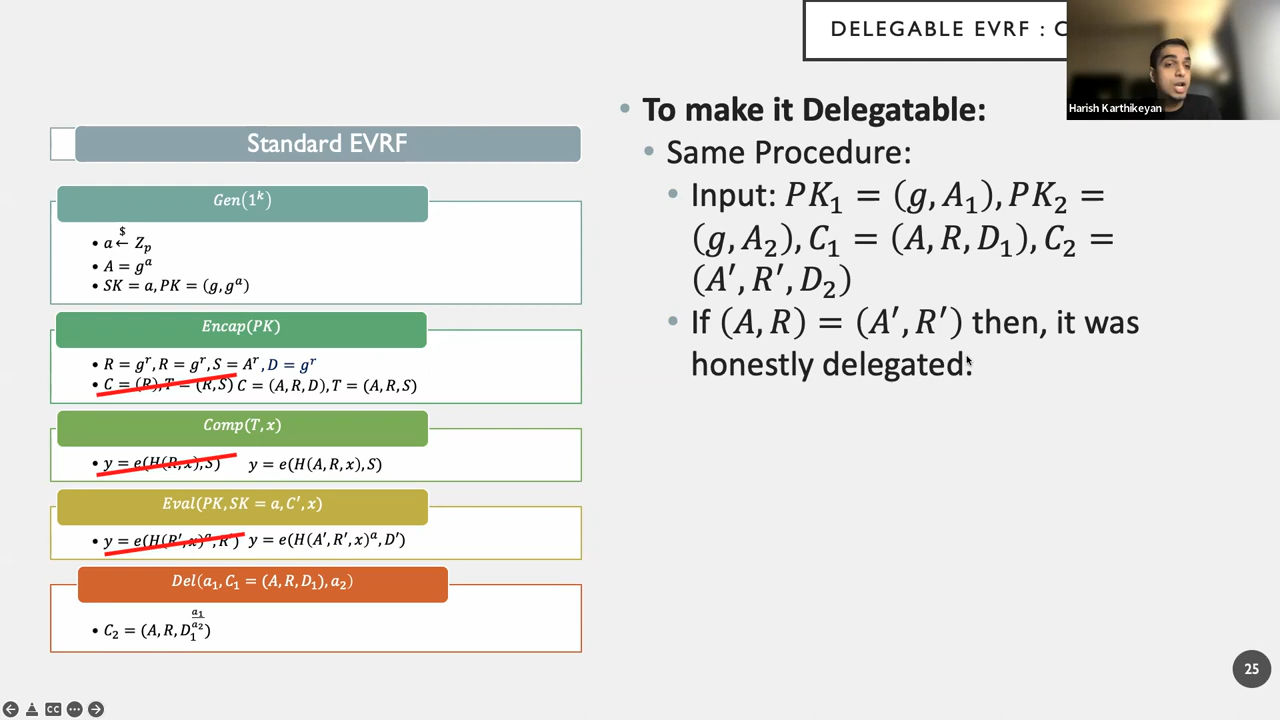 DELEGABLE EVRF :
Harish Karthikeyan
Standard EVRF
Gen(1^k)
• a ←$ Z_p
• A = g^a
• SK = a, PK = (g, g^a)
Encap(PK)
• R = g^r, R = g^r, S = A^r, D = g^r
• C = (R), T = (R, S) C = (A, R, D), T = (A, R, S)
Comp(T, x)
• y = e(H(R, x), S) y = e(H(A, R, x), S)
Eval(PK, SK = a, C′, x)
• y = e(H(R′, x)^a, R′) y = e(H(A′, R′, x)^a, D′)
Del(a_1, C_1 = (A, R, D_1), a_2)
• C_2 = (A, R, D_1^{a_1/a_2})
• To make it Delegatable:
• Same Procedure:
• Input: PK_1 = (g, A_1), PK_2 =
(g, A_2), C_1 = (A, R, D_1), C_2 =
(A′, R′, D_2)
• If (A, R) = (A′, R′) then, it was
honestly delegated:
25
CC